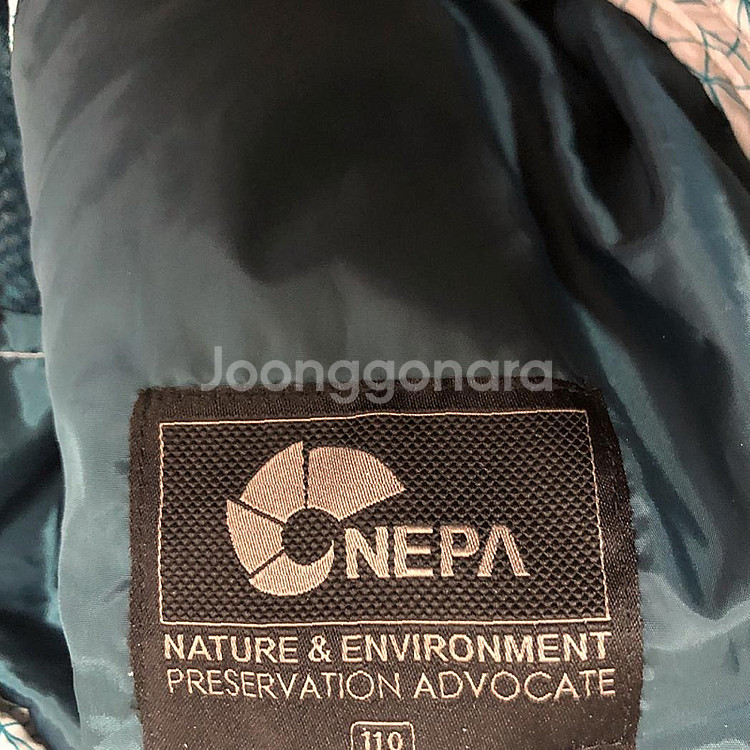 Joonggonara
NEPA
NATURE & ENVIRONMENT
PRESERVATION ADVOCATE
110